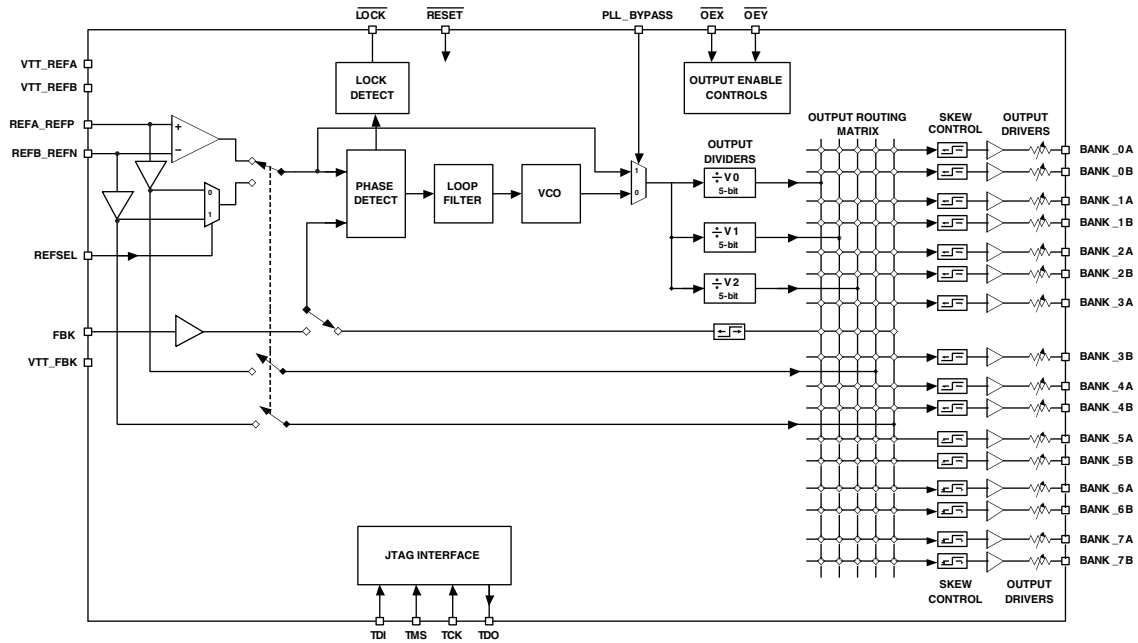 LOCK
RESET
PLL_BYPASS
OEX
OEY
VTT_REFA
VTT_REFB
REFA_REFP
REFB_REFN
REFSEL
FBK
VTT_FBK
+
–
0
1
LOCK
DETECT
PHASE
DETECT
LOOP
FILTER
VCO
1
0
OUTPUT ENABLE
CONTROLS
OUTPUT
DIVIDERS
÷V0
5-bit
÷V1
5-bit
÷V2
5-bit
OUTPUT ROUTING
MATRIX
SKEW
CONTROL
OUTPUT
DRIVERS
BANK_0A
BANK_0B
BANK_1A
BANK_1B
BANK_2A
BANK_2B
BANK_3A
BANK_3B
BANK_4A
BANK_4B
BANK_5A
BANK_5B
BANK_6A
BANK_6B
BANK_7A
BANK_7B
SKEW
CONTROL
OUTPUT
DRIVERS
JTAG INTERFACE
TDI
TMS
TCK
TDO